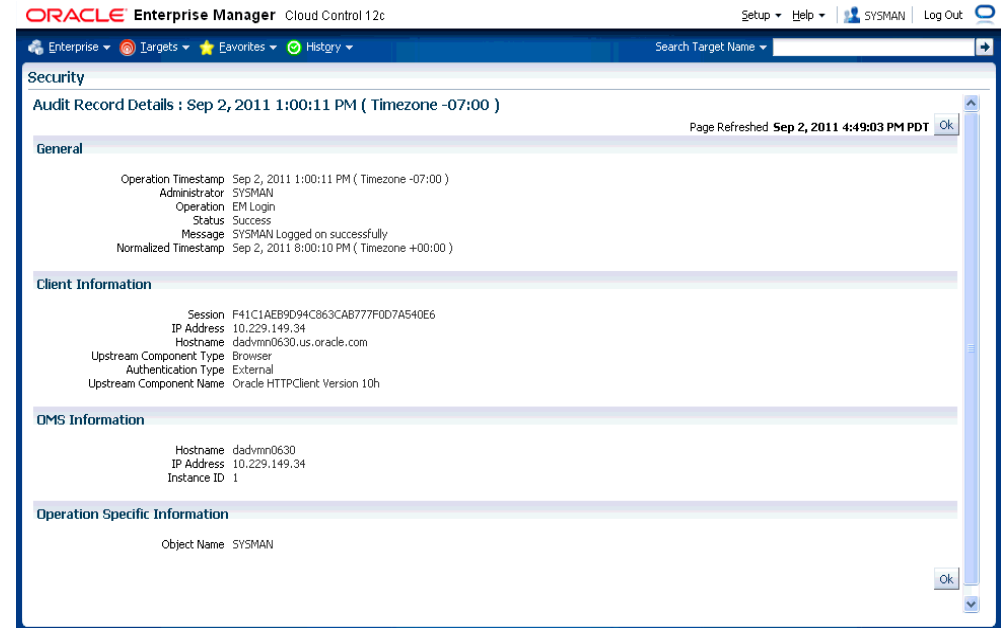 ORACLE Enterprise Manager Cloud Control 12c
Setup Help SYSMAN Log Out
Enterprise Targets Favorites History Search Target Name
Security
Audit Record Details : Sep 2, 2011 1:00:11 PM ( Timezone -07:00 )
Page Refreshed Sep 2, 2011 4:49:03 PM PDT Ok
General
Operation Timestamp Sep 2, 2011 1:00:11 PM ( Timezone -07:00 )
Administrator SYSMAN
Operation EM Login
Status Success
Message SYSMAN Logged on successfully
Normalized Timestamp Sep 2, 2011 8:00:10 PM ( Timezone +00:00 )
Client Information
Session F41C1AEB9D94C863CAB777F0D7A540E6
IP Address 10.229.149.34
Hostname dadvmn0630.us.oracle.com
Upstream Component Type Browser
Authentication Type External
Upstream Component Name Oracle HTTPClient Version 10h
OMS Information
Hostname dadvmn0630
IP Address 10.229.149.34
Instance ID 1
Operation Specific Information
Object Name SYSMAN
Ok